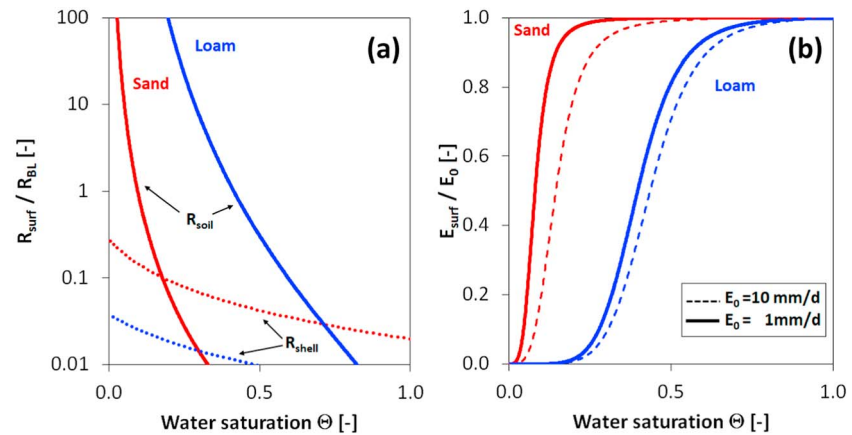 100
10
1
0.1
0.01
R_surf / R_BL [-]
Loam
Sand
(a)
R_soil
R_shell
0.0
0.5
1.0
Water saturation Θ [-]
1.0
0.8
0.6
0.4
0.2
0.0
E_surf / E_0 [-]
Sand
(b)
Loam
E_0 =10 mm/d
E_0 = 1mm/d
0.0
0.5
1.0
Water saturation Θ [-]